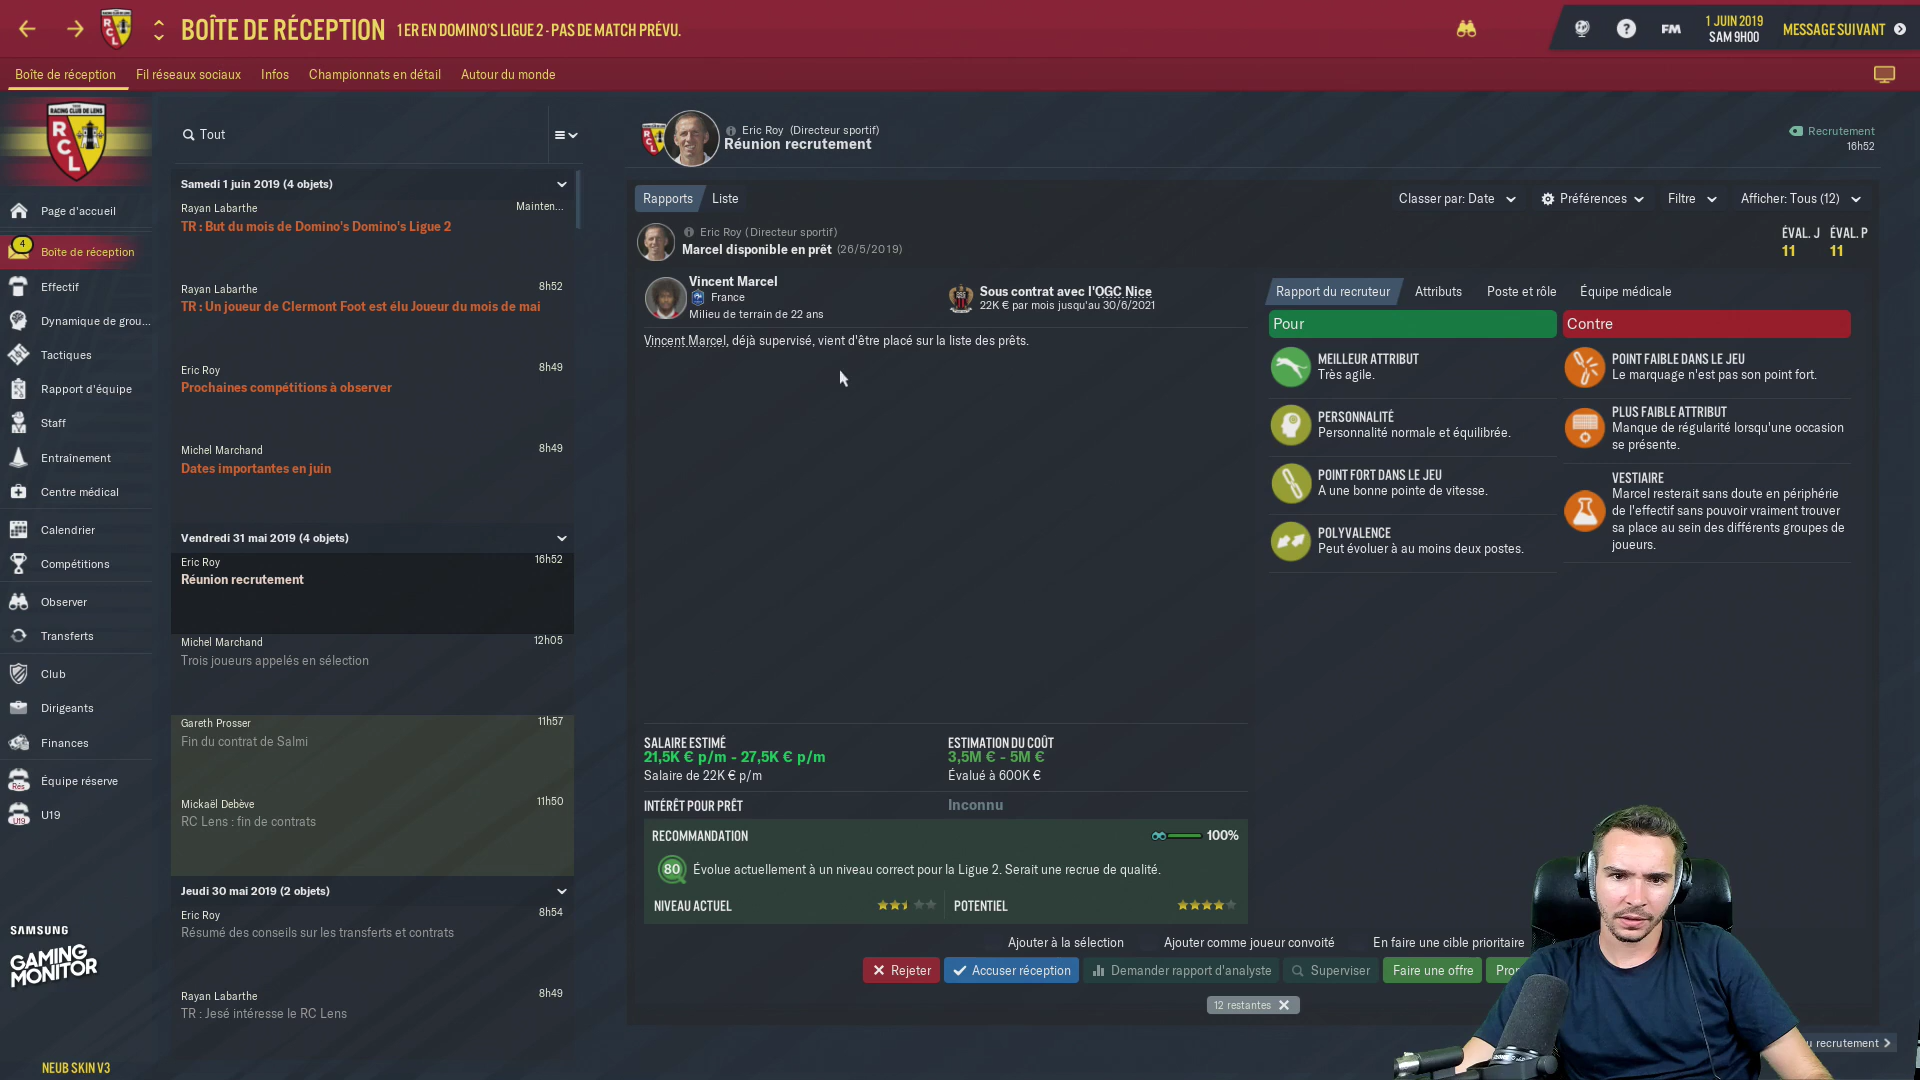 BOÎTE DE RÉCEPTION
1ER EN DOMINO'S LIGUE 2 - PAS DE MATCH PRÉVU.
FM
1 JUIN 2019
SAM 9H00
MESSAGE SUIVANT
Boîte de réception
Fil réseaux sociaux
Infos
Championnats en détail
Autour du monde
RACING CLUB DE LENS
RCL
Page d'accueil
4
Boîte de réception
Effectif
Dynamique de grou...
Tactiques
Rapport d'équipe
Staff
Entraînement
Centre médical
Calendrier
Compétitions
Observer
Transferts
Club
Dirigeants
Finances
Équipe réserve
U19
SAMSUNG
GAMING
MONITOR
NEUB SKIN V3
Tout
Samedi 1 juin 2019 (4 objets)
Rayan Labarthe
Mainten...
TR : But du mois de Domino's Domino's Ligue 2
Rayan Labarthe
8h52
TR : Un joueur de Clermont Foot est élu Joueur du mois de mai
Eric Roy
8h49
Prochaines compétitions à observer
Michel Marchand
8h49
Dates importantes en juin
Vendredi 31 mai 2019 (4 objets)
Eric Roy
16h52
Réunion recrutement
Michel Marchand
12h05
Trois joueurs appelés en sélection
Gareth Prosser
11h57
Fin du contrat de Salmi
Mickaël Debève
11h50
RC Lens : fin de contrats
Jeudi 30 mai 2019 (2 objets)
Eric Roy
8h54
Résumé des conseils sur les transferts et contrats
Rayan Labarthe
8h49
TR : Jesé intéresse le RC Lens
Eric Roy (Directeur sportif)
Réunion recrutement
Recrutement
16h52
Rapports
Liste
Classer par: Date
Préférences
Filtre
Afficher: Tous (12)
Eric Roy (Directeur sportif)
Marcel disponible en prêt (26/5/2019)
ÉVAL. J
ÉVAL. P
11
11
Vincent Marcel
France
Milieu de terrain de 22 ans
Sous contrat avec l'OGC Nice
22K € par mois jusqu'au 30/6/2021
Vincent Marcel, déjà supervisé, vient d'être placé sur la liste des prêts.
Rapport du recruteur
Attributs
Poste et rôle
Équipe médicale
Pour
MEILLEUR ATTRIBUT
Très agile.
PERSONNALITÉ
Personnalité normale et équilibrée.
POINT FORT DANS LE JEU
A une bonne pointe de vitesse.
POLYVALENCE
Peut évoluer à au moins deux postes.
Contre
POINT FAIBLE DANS LE JEU
Le marquage n'est pas son point fort.
PLUS FAIBLE ATTRIBUT
Manque de régularité lorsqu'une occasion
se présente.
VESTIAIRE
Marcel resterait sans doute en périphérie
de l'effectif sans pouvoir vraiment trouver
sa place au sein des différents groupes de
joueurs.
SALAIRE ESTIMÉ
21,5K € p/m - 27,5K € p/m
Salaire de 22K € p/m
ESTIMATION DU COÛT
3,5M € - 5M €
Évalué à 600K €
INTÉRÊT POUR PRÊT
Inconnu
RECOMMANDATION
100%
80
Évolue actuellement à un niveau correct pour la Ligue 2. Serait une recrue de qualité.
NIVEAU ACTUEL
POTENTIEL
Ajouter à la sélection
Ajouter comme joueur convoité
En faire une cible prioritaire
Rejeter
Accuser réception
Demander rapport d'analyste
Superviser
Faire une offre
12 restantes
recrutement